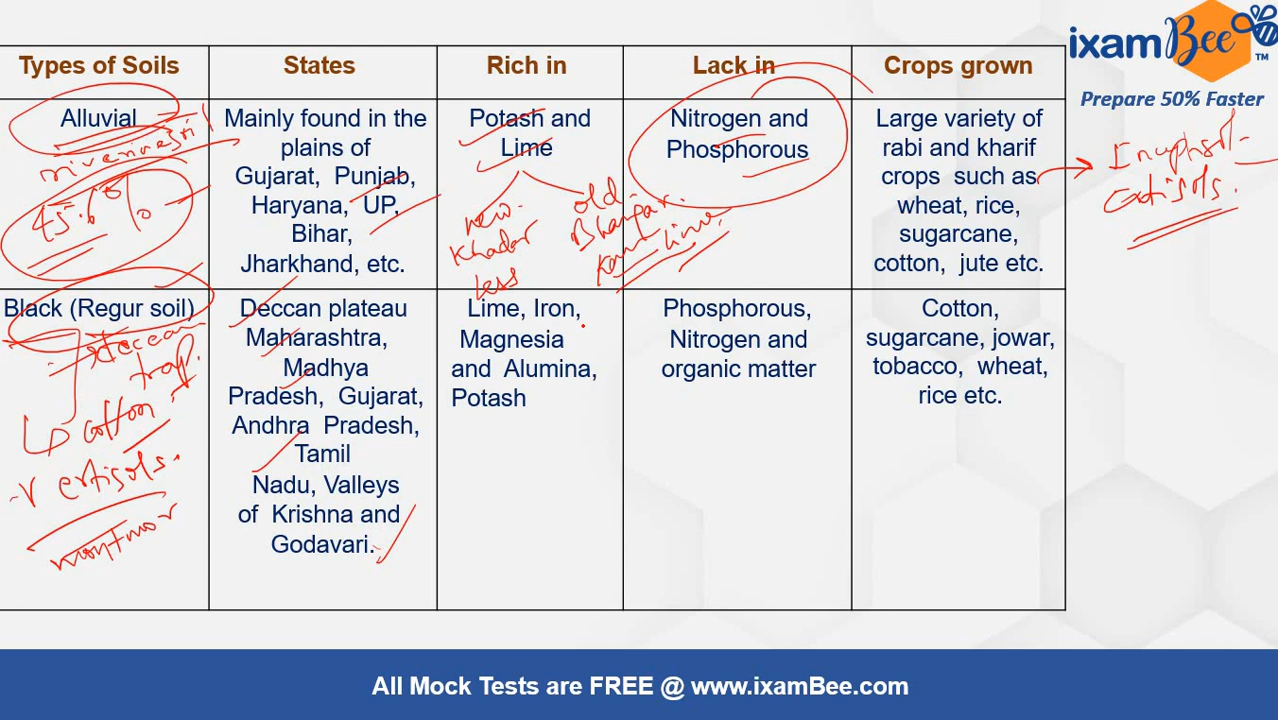 ixamBee
TM
Prepare 50% Faster
Types of Soils
States
Rich in
Lack in
Crops grown
Alluvial
Mainly found in the
plains of
Gujarat, Punjab,
Haryana, UP,
Bihar,
Jharkhand, etc.
Potash and
Lime
Nitrogen and
Phosphorous
Large variety of
rabi and kharif
crops such as
wheat, rice,
sugarcane,
cotton, jute etc.
45.6%
new
Khadar
less
old
lime
Black (Regur soil)
Deccan plateau
Maharashtra,
Madhya
Pradesh, Gujarat,
Andhra Pradesh,
Tamil
Nadu, Valleys
of Krishna and
Godavari.
Lime, Iron,
Magnesia
and Alumina,
Potash
Phosphorous,
Nitrogen and
organic matter
Cotton,
sugarcane, jowar,
tobacco, wheat,
rice etc.
deccan
trap.
cotton
Vertisols.
montmor
All Mock Tests are FREE @ www.ixamBee.com